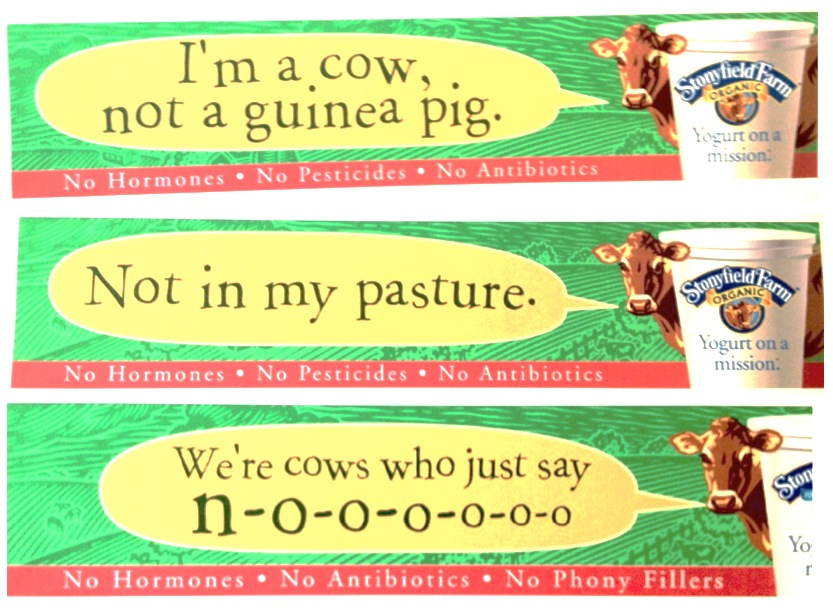 I'm a cow,
not a guinea pig.
Stonyfield Farm
ORGANIC
Yogurt on a
mission.
No Hormones • No Pesticides • No Antibiotics
Not in my pasture.
Stonyfield Farm
ORGANIC
Yogurt on a
mission.
No Hormones • No Pesticides • No Antibiotics
We're cows who just say
n-o-o-o-o-o-o
Ston
Yo
No Hormones • No Antibiotics • No Phony Fillers